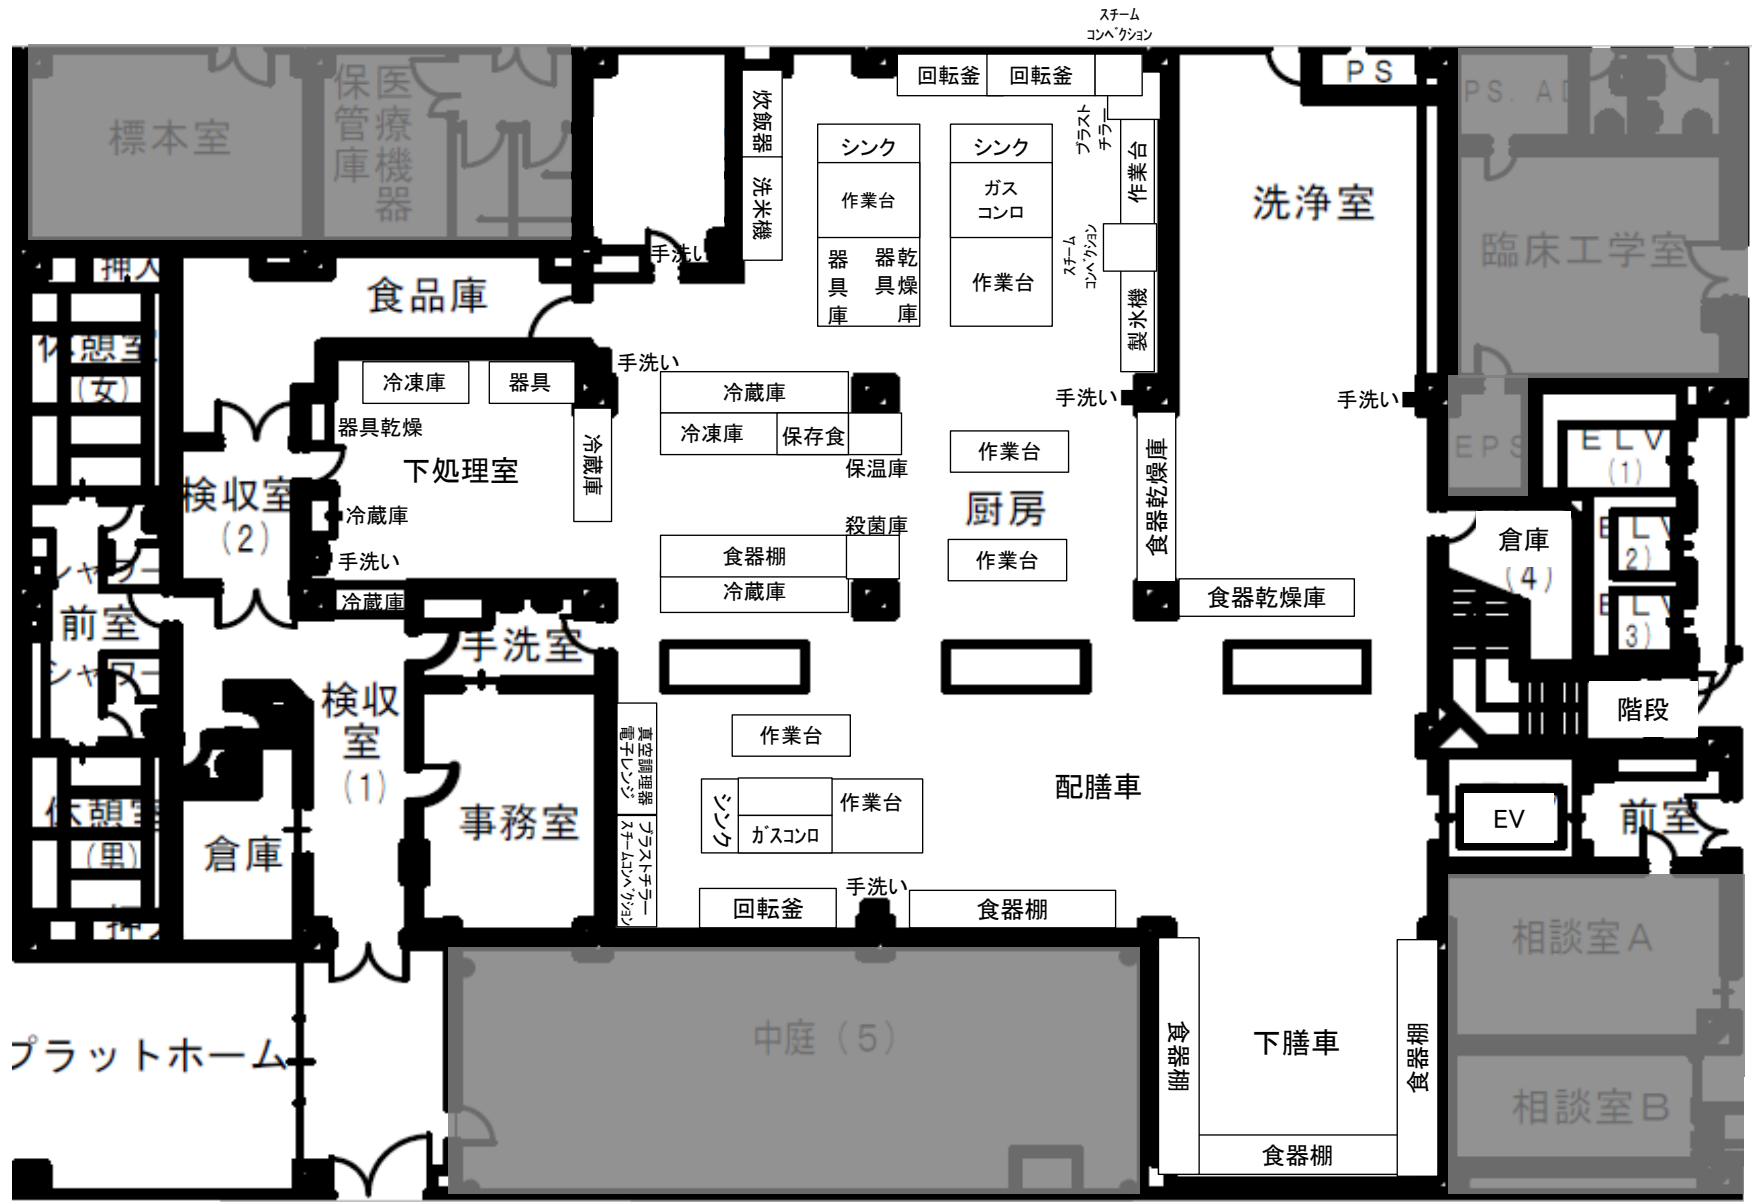 スチーム
コンベクション
標本室
医療機器
保管庫
炊飯器
洗米機
回転釜
回転釜
ブラスト
チラー
シンク
作業台
器具庫
器具乾燥庫
シンク
ガス
コンロ
作業台
作業台
スチーム
コンベクション
製氷機
PS
洗浄室
PS. AD
臨床工学室
手洗い
食品庫
休憩室
(女)
冷凍庫
器具
器具乾燥
下処理室
冷蔵庫
手洗い
冷蔵庫
冷凍庫
保存食
保温庫
作業台
厨房
手洗い
食器乾燥庫
手洗い
EPS
ELV
(1)
検収室
(2)
冷蔵庫
手洗い
冷蔵庫
殺菌庫
食器棚
冷蔵庫
作業台
食器乾燥庫
倉庫
(4)
ELV
2)
ELV
3)
シャワー
前室
シャワー
手洗室
検収
室
(1)
事務室
真空調理器
電子レンジ
作業台
シンク
ガスコンロ
作業台
ブラストチラー
スチームコンベクション
配膳車
階段
EV
前室
休憩室
(男)
倉庫
回転釜
手洗い
食器棚
相談室A
プラットホーム
中庭(5)
食器棚
下膳車
食器棚
食器棚
相談室B